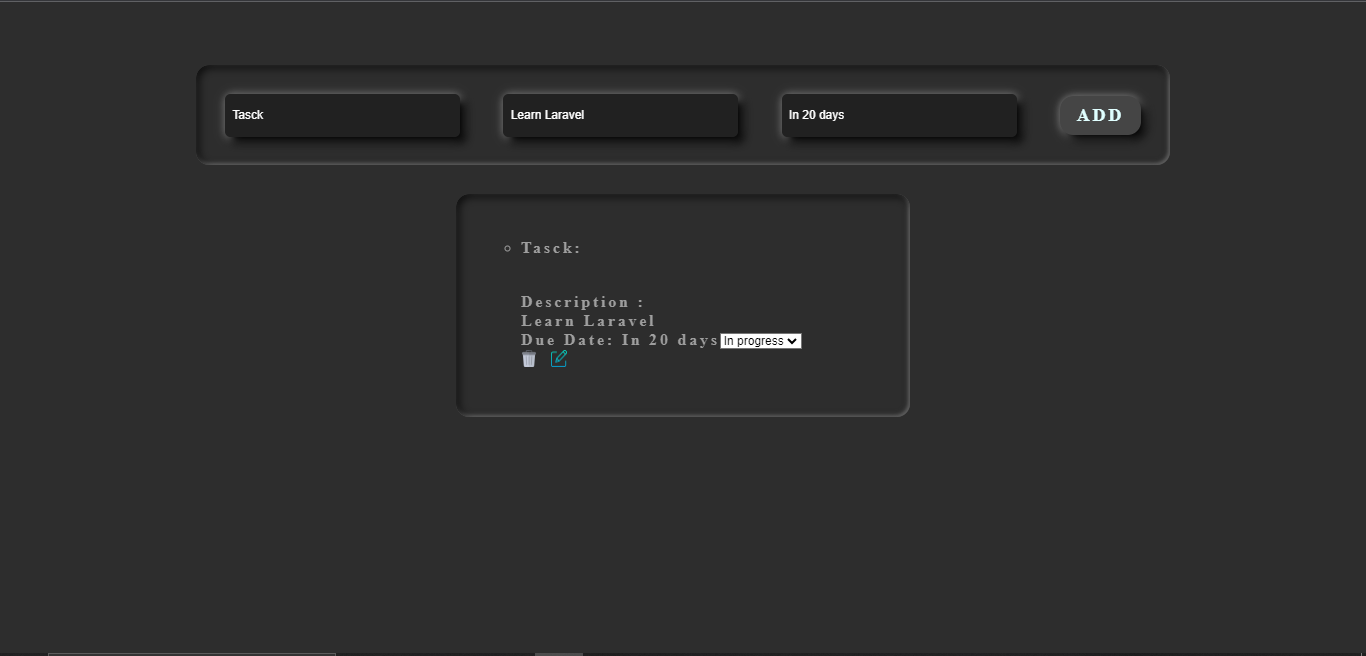 Tasck
Learn Laravel
In 20 days
ADD
Tasck:
Description :
Learn Laravel
Due Date: In 20 days In progress